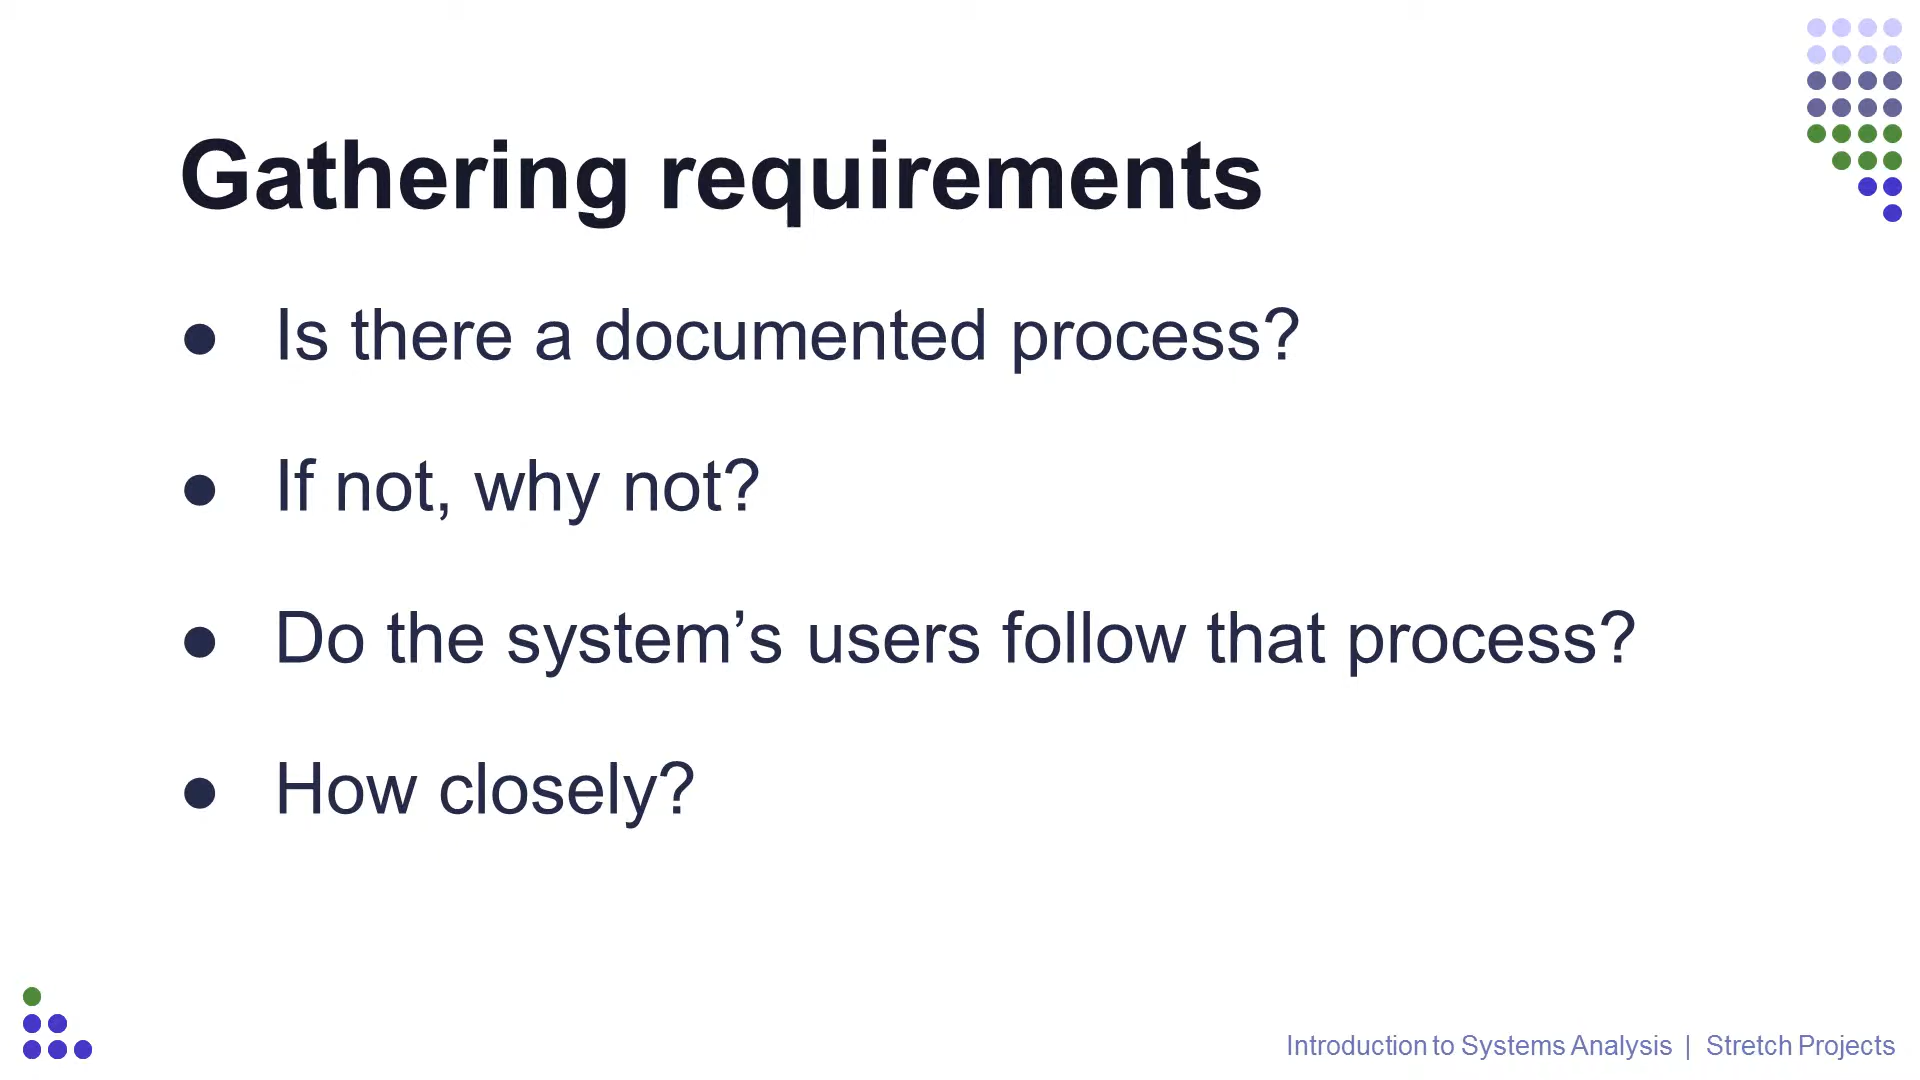 Gathering requirements
● Is there a documented process?
● If not, why not?
● Do the system’s users follow that process?
● How closely?
Introduction to Systems Analysis | Stretch Projects